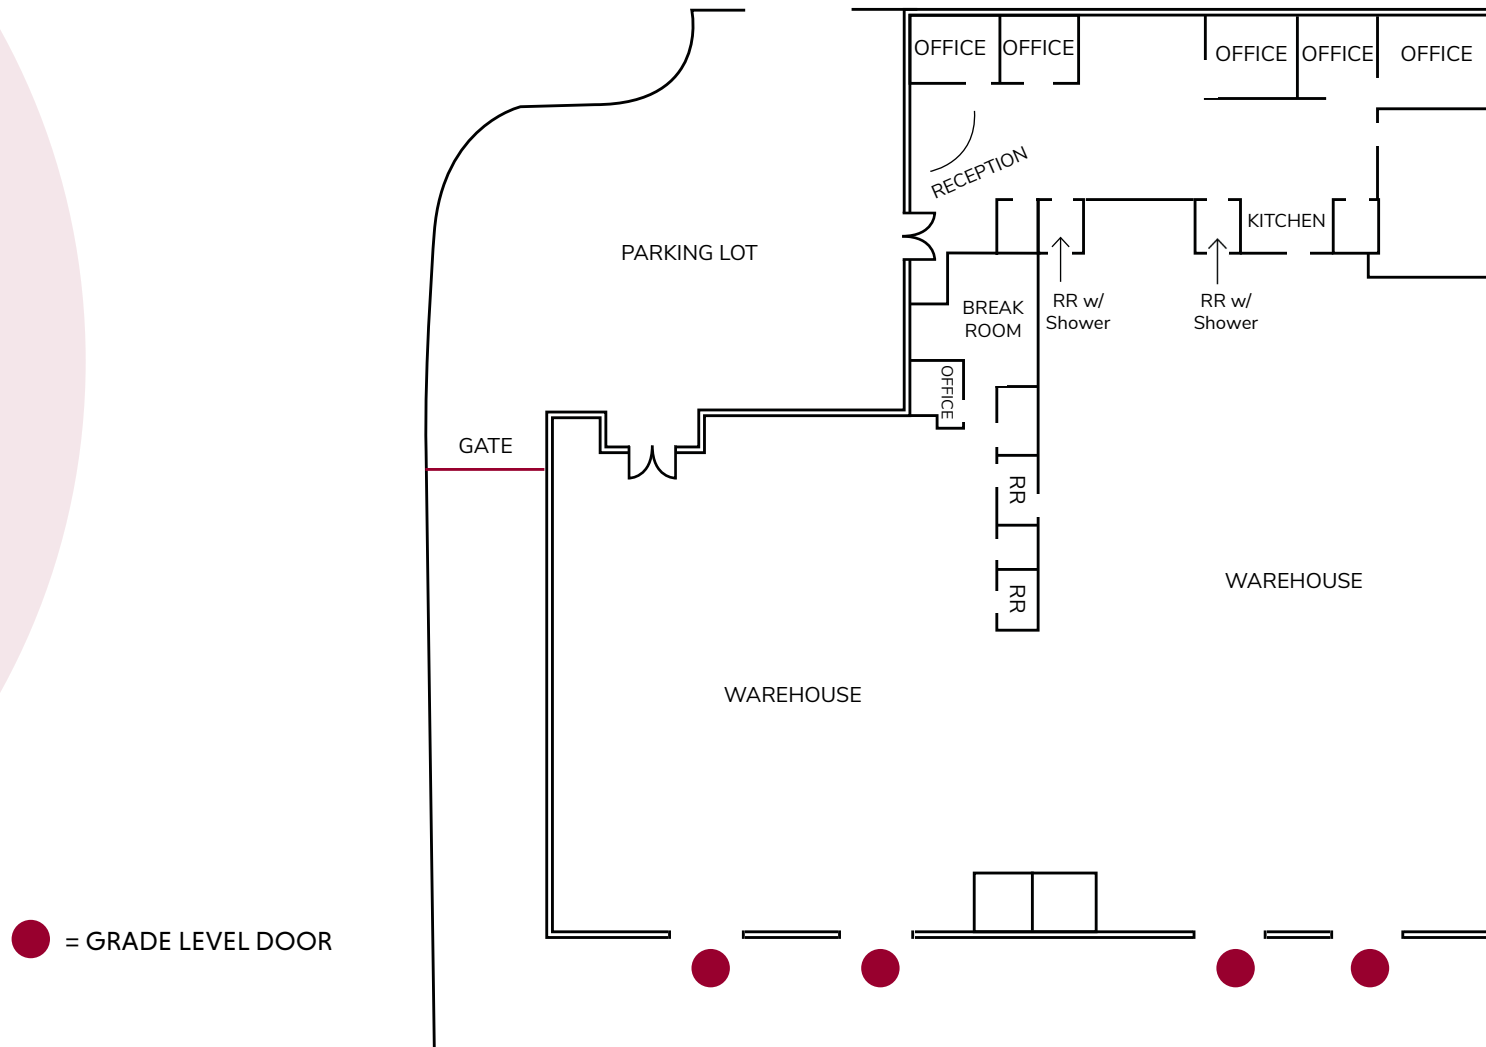 OFFICE
OFFICE
OFFICE
OFFICE
OFFICE
RECEPTION
KITCHEN
PARKING LOT
BREAK
ROOM
RR w/
Shower
RR w/
Shower
OFFICE
GATE
RR
RR
WAREHOUSE
WAREHOUSE
= GRADE LEVEL DOOR